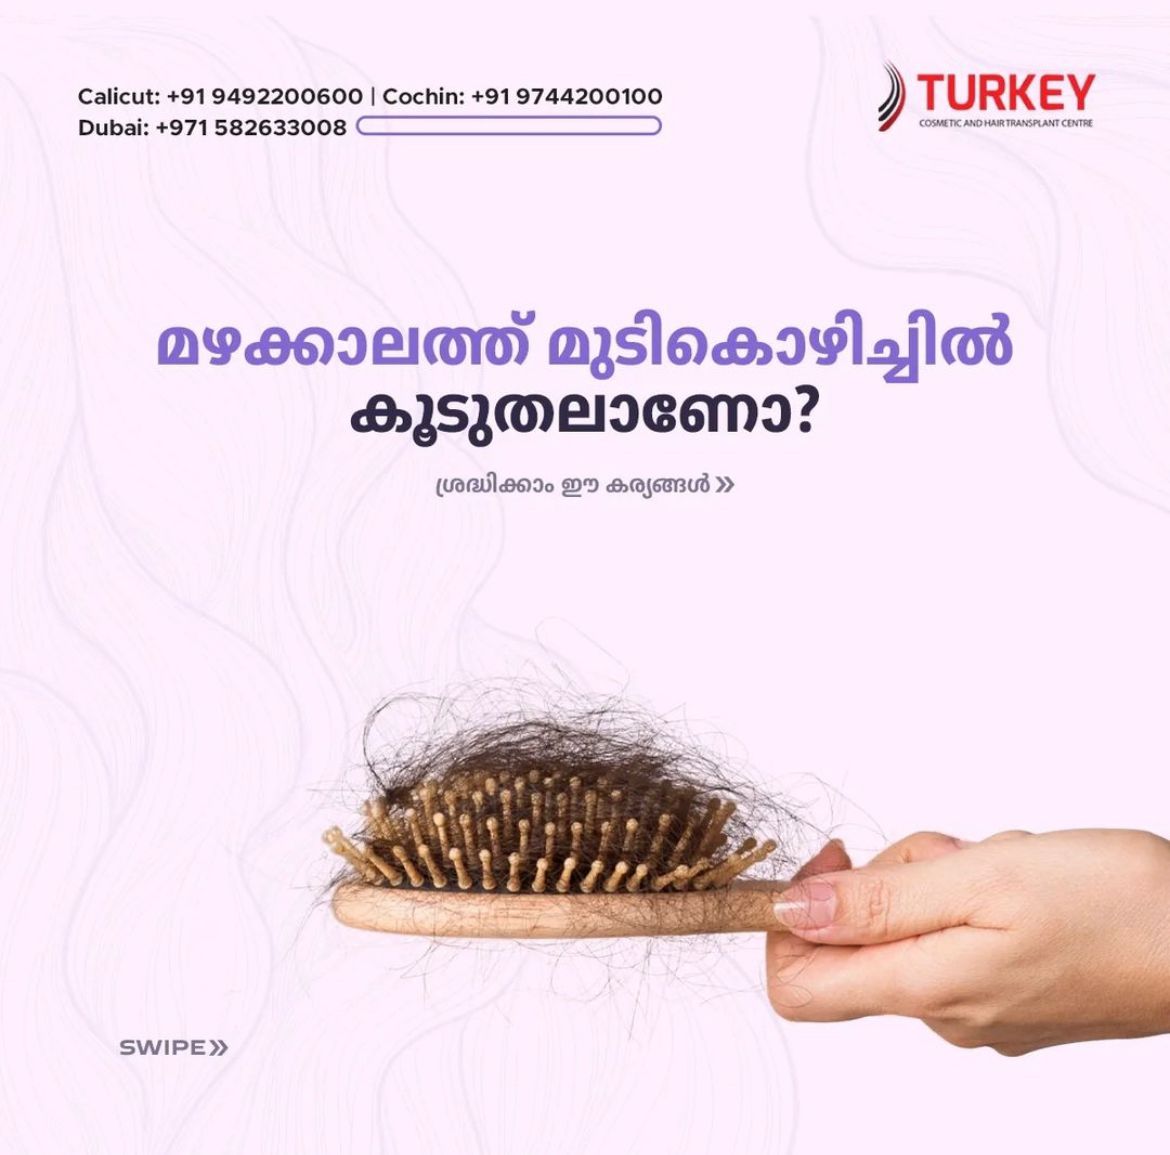 Calicut: +91 9492200600 | Cochin: +91 9744200100
Dubai: +971 582633008
TURKEY
COSMETIC AND HAIR TRANSPLANT CENTRE
മഴക്കാലത്ത് മുടികൊഴിച്ചിൽ
കൂടുതലാണോ?
ശ്രദ്ധിക്കാം ഈ കര്യങ്ങൾ »
SWIPE»